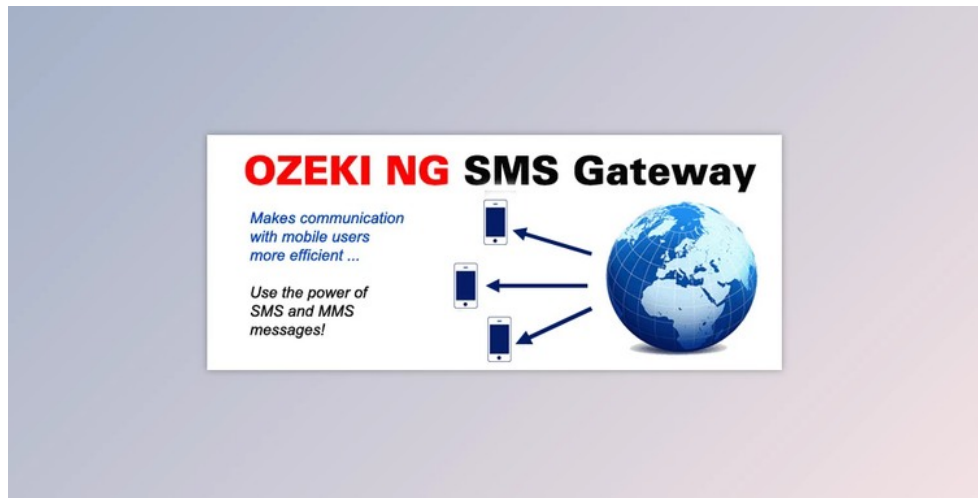 OZEKI NG SMS Gateway
Makes communication
with mobile users
more efficient ...
Use the power of
SMS and MMS
messages!